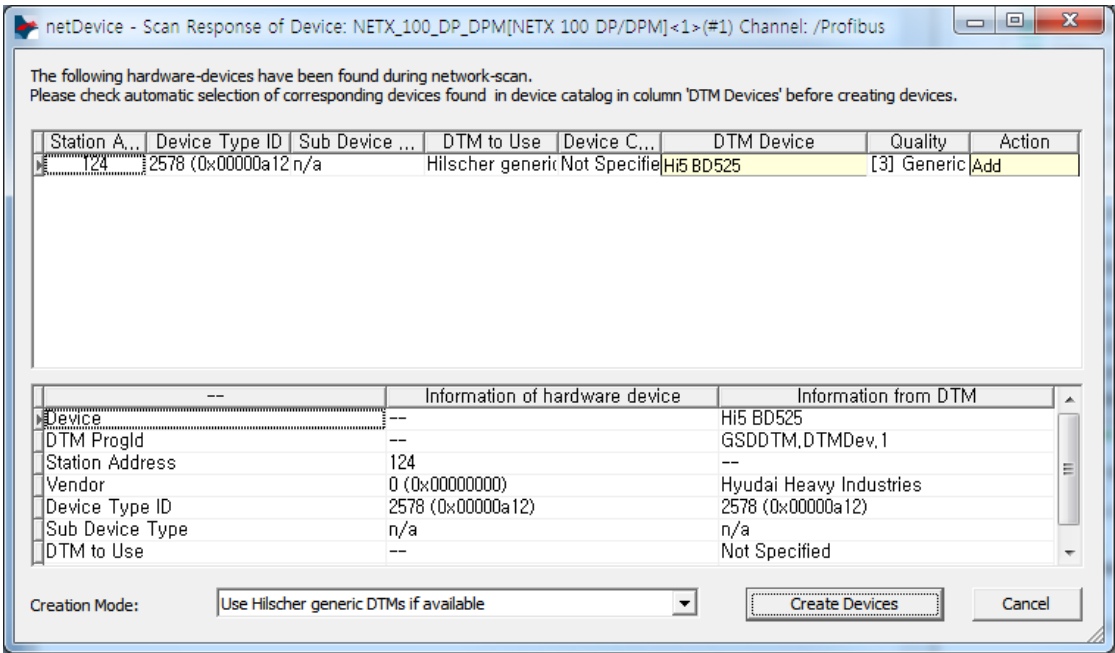 netDevice - Scan Response of Device: NETX_100_DP_DPM[NETX 100 DP/DPM]<1>(#1) Channel: /Profibus
The following hardware-devices have been found during network-scan.
Please check automatic selection of corresponding devices found in device catalog in column 'DTM Devices' before creating devices.
Station A... Device Type ID Sub Device ... DTM to Use Device C... DTM Device Quality Action
124 2578 (0x00000a12 n/a Hilscher generic Not Specifie Hi5 BD525 [3] Generic Add
-- Information of hardware device Information from DTM
Device -- Hi5 BD525
DTM ProgId -- GSDDTM.DTMDev.1
Station Address 124 --
Vendor 0 (0x00000000) Hyudai Heavy Industries
Device Type ID 2578 (0x00000a12) 2578 (0x00000a12)
Sub Device Type n/a n/a
DTM to Use -- Not Specified
Creation Mode: Use Hilscher generic DTMs if available Create Devices Cancel